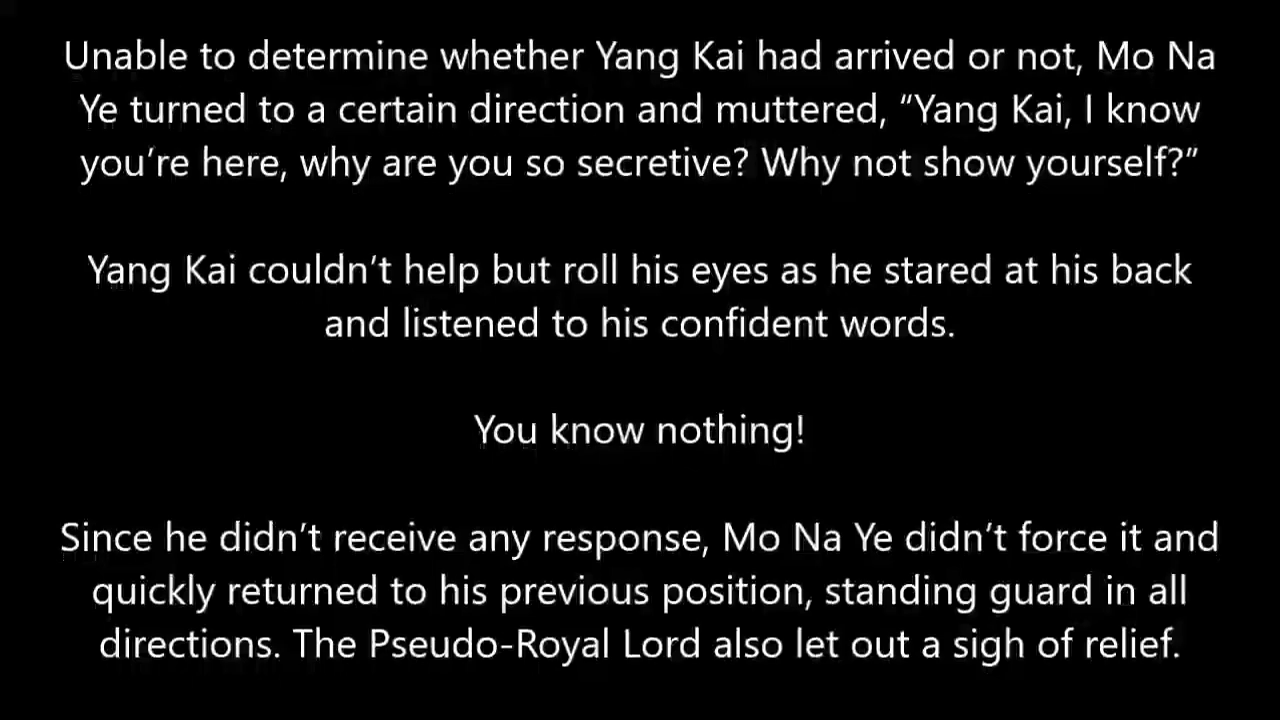 Unable to determine whether Yang Kai had arrived or not, Mo Na
Ye turned to a certain direction and muttered, “Yang Kai, I know
you’re here, why are you so secretive? Why not show yourself?”
Yang Kai couldn’t help but roll his eyes as he stared at his back
and listened to his confident words.
You know nothing!
Since he didn’t receive any response, Mo Na Ye didn’t force it and
quickly returned to his previous position, standing guard in all
directions. The Pseudo-Royal Lord also let out a sigh of relief.